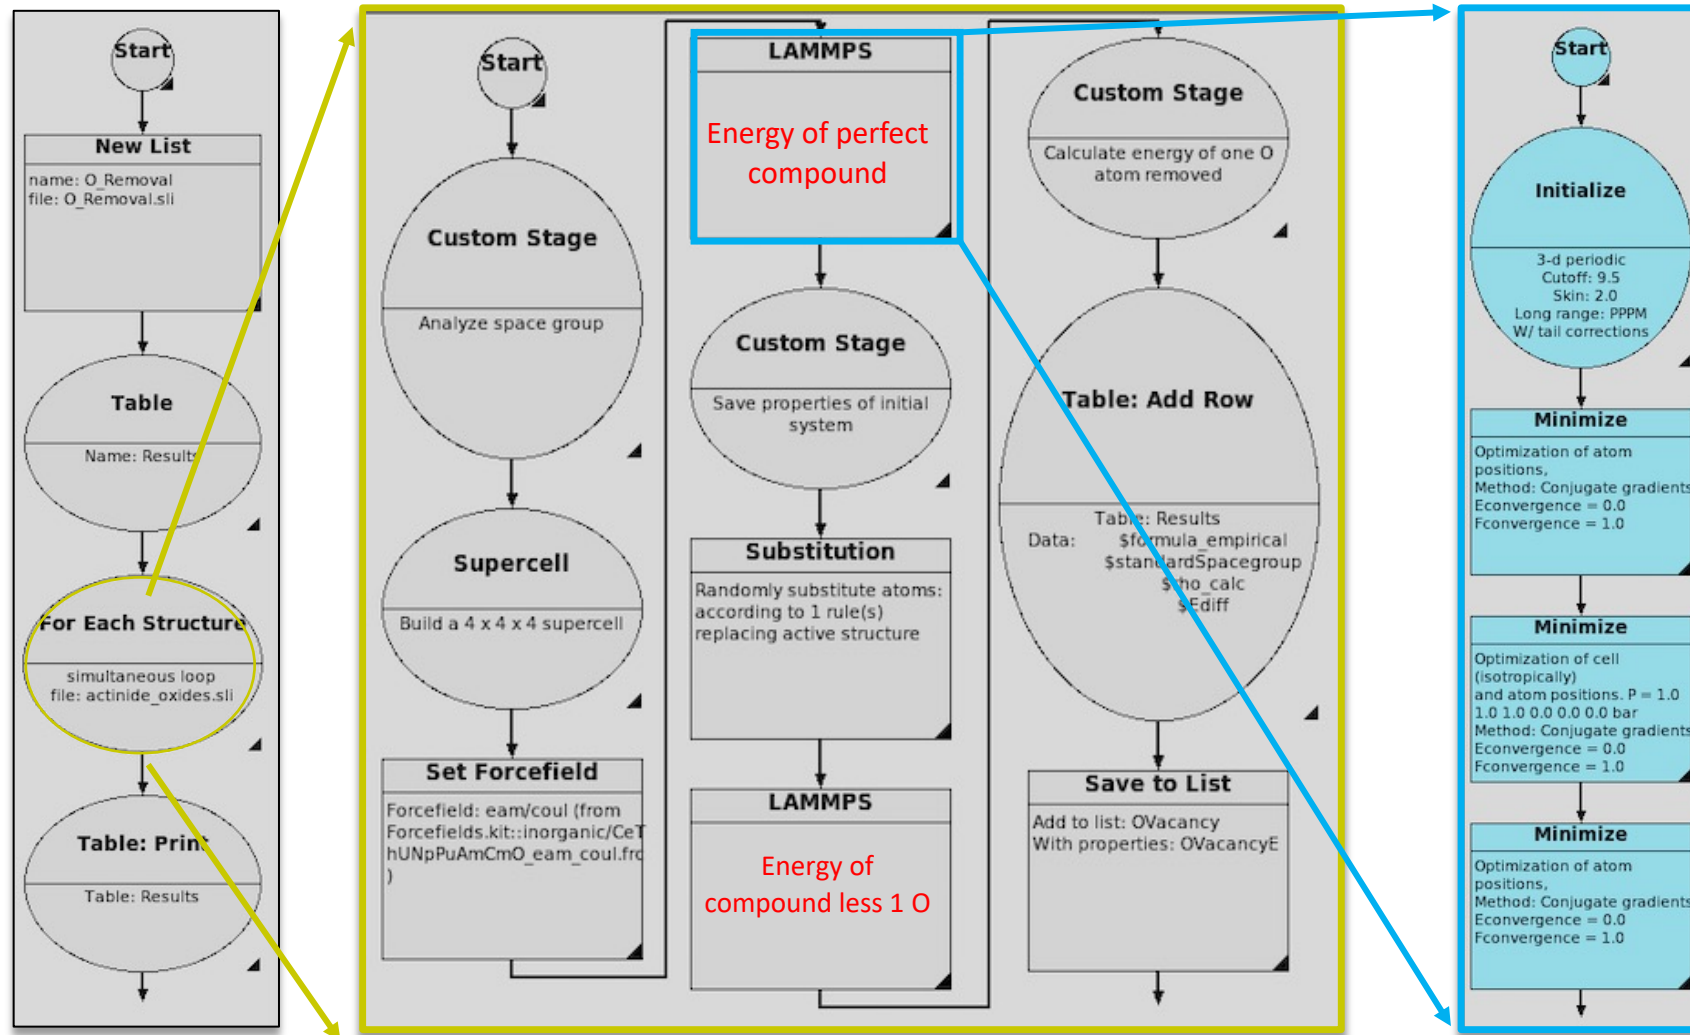 Start
New List
name: O_Removal
file: O_Removal.sli
Table
Name: Results
For Each Structure
simultaneous loop
file: actinide_oxides.sli
Table: Print
Table: Results
Start
Custom Stage
Analyze space group
Supercell
Build a 4 x 4 x 4 supercell
Set Forcefield
Forcefield: eam/coul (from
Forcefields.kit::inorganic/CeT
hUNpPuAmCmO_eam_coul.frc
)
LAMMPS
Energy of perfect
compound
Custom Stage
Save properties of initial
system
Substitution
Randomly substitute atoms:
according to 1 rule(s)
replacing active structure
LAMMPS
Energy of
compound less 1 O
Custom Stage
Calculate energy of one O
atom removed
Table: Add Row
Table: Results
Data: $formula_empirical
$standardSpacegroup
$rho_calc
$Ediff
Save to List
Add to list: OVacancy
With properties: OVacancyE
Start
Initialize
3-d periodic
Cutoff: 9.5
Skin: 2.0
Long range: PPPM
W/ tail corrections
Minimize
Optimization of atom
positions,
Method: Conjugate gradients
Econvergence = 0.0
Fconvergence = 1.0
Minimize
Optimization of cell
(isotropically)
and atom positions. P = 1.0
1.0 1.0 0.0 0.0 0.0 bar
Method: Conjugate gradients
Econvergence = 0.0
Fconvergence = 1.0
Minimize
Optimization of atom
positions,
Method: Conjugate gradients
Econvergence = 0.0
Fconvergence = 1.0